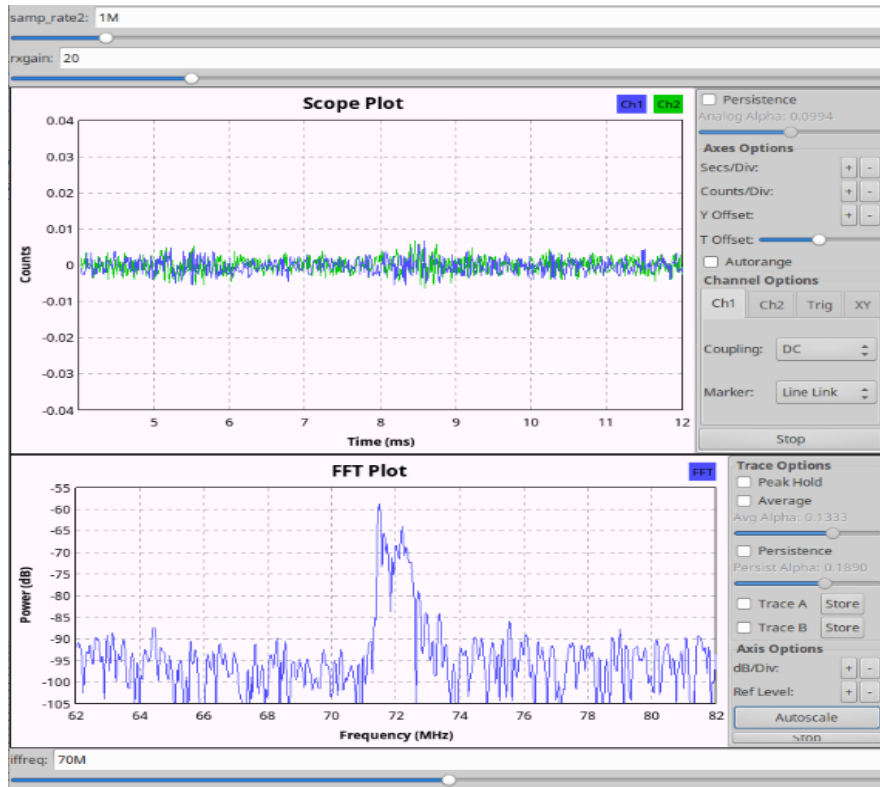 samp_rate2: 1M
rxgain: 20
Scope Plot
Ch1 Ch2
0.04
0.03
0.02
0.01
0
-0.01
-0.02
-0.03
-0.04
Counts
5 6 7 8 9 10 11 12
Time (ms)
Persistence
Analog Alpha: 0.0994
Axes Options
Secs/Div: + -
Counts/Div: + -
Y Offset: + -
T Offset:
Autorange
Channel Options
Ch1 Ch2 Trig XY
Coupling: DC
Marker: Line Link
Stop
FFT Plot
FFT
-55
-60
-65
-70
-75
-80
-85
-90
-95
-100
-105
Power (dB)
62 64 66 68 70 72 74 76 78 80 82
Frequency (MHz)
Trace Options
Peak Hold
Average
Avg Alpha: 0.1333
Persistence
Persist Alpha: 0.1890
Trace A Store
Trace B Store
Axis Options
dB/Div: + -
Ref Level: + -
Autoscale
Stop
iffreq: 70M